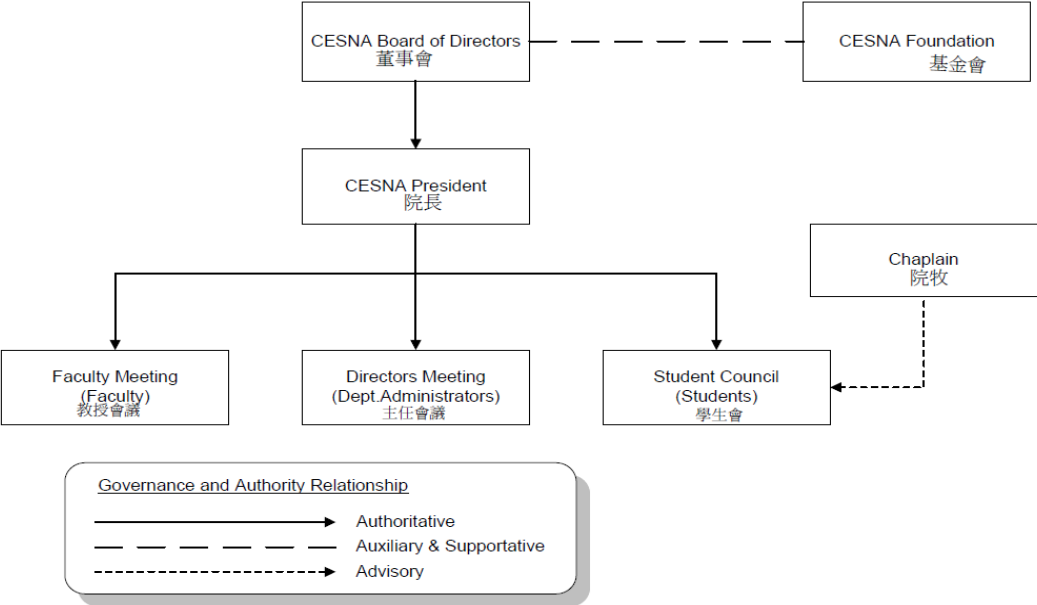 CESNA Board of Directors
董事會
CESNA Foundation
基金會
CESNA President
院長
Chaplain
院牧
Faculty Meeting
(Faculty)
教授會議
Directors Meeting
(Dept.Administrators)
主任會議
Student Council
(Students)
學生會
Governance and Authority Relationship
Authoritative
Auxiliary & Supportative
Advisory